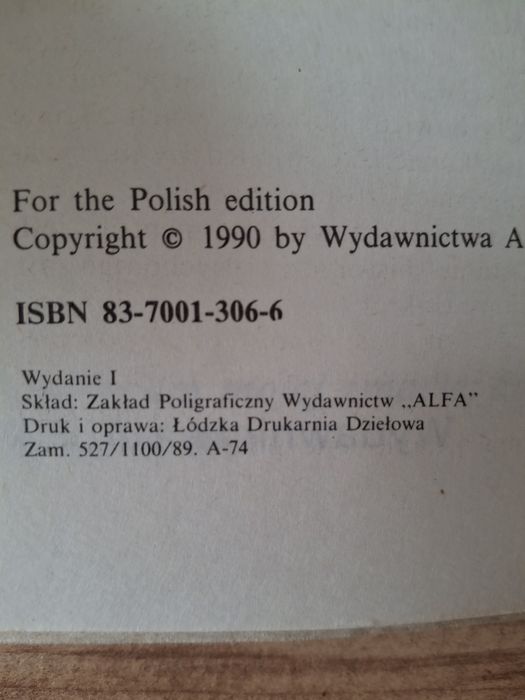 For the Polish edition
Copyright © 1990 by Wydawnictwa A
ISBN 83-7001-306-6
Wydanie I
Skład: Zakład Poligraficzny Wydawnictw „ALFA”
Druk i oprawa: Łódzka Drukarnia Dziełowa
Zam. 527/1100/89. A-74